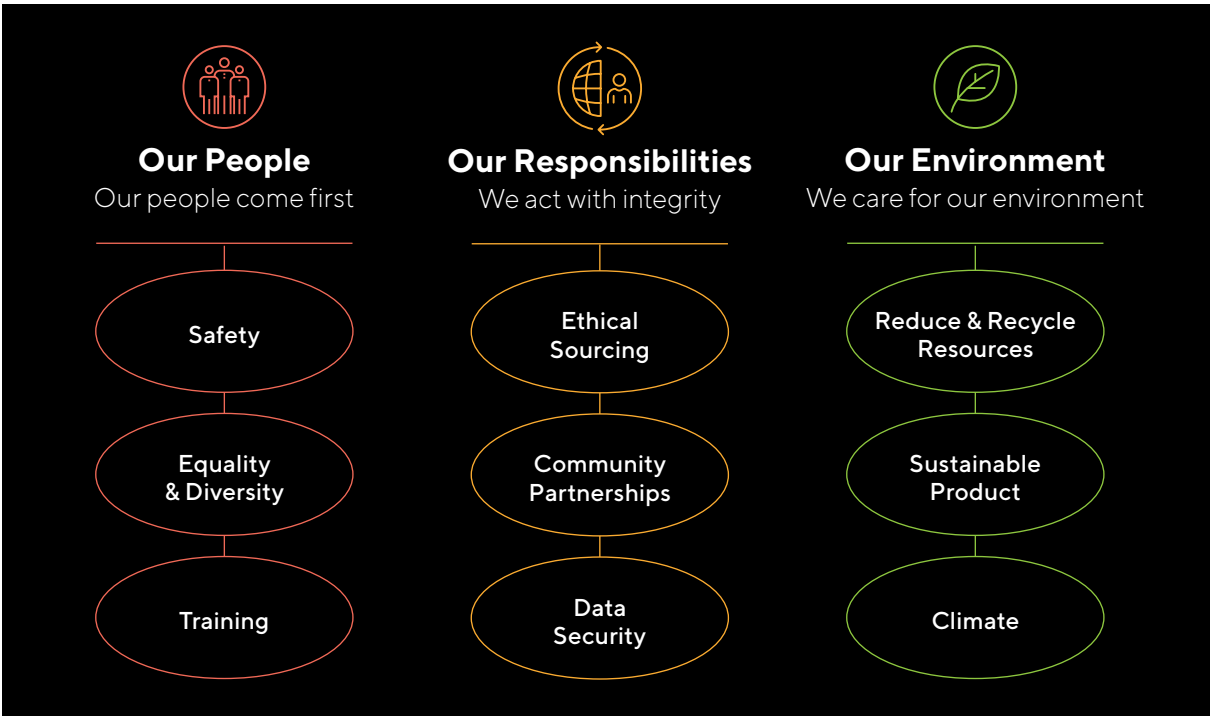 Our People
Our people come first
Safety
Equality
& Diversity
Training
Our Responsibilities
We act with integrity
Ethical
Sourcing
Community
Partnerships
Data
Security
Our Environment
We care for our environment
Reduce & Recycle
Resources
Sustainable
Product
Climate